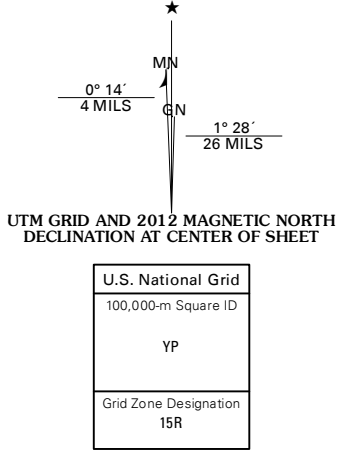 ★
MN
0° 14´
4 MILS
GN
1° 28´
26 MILS
UTM GRID AND 2012 MAGNETIC NORTH
DECLINATION AT CENTER OF SHEET
U.S. National Grid
100,000-m Square ID
YP
Grid Zone Designation
15R